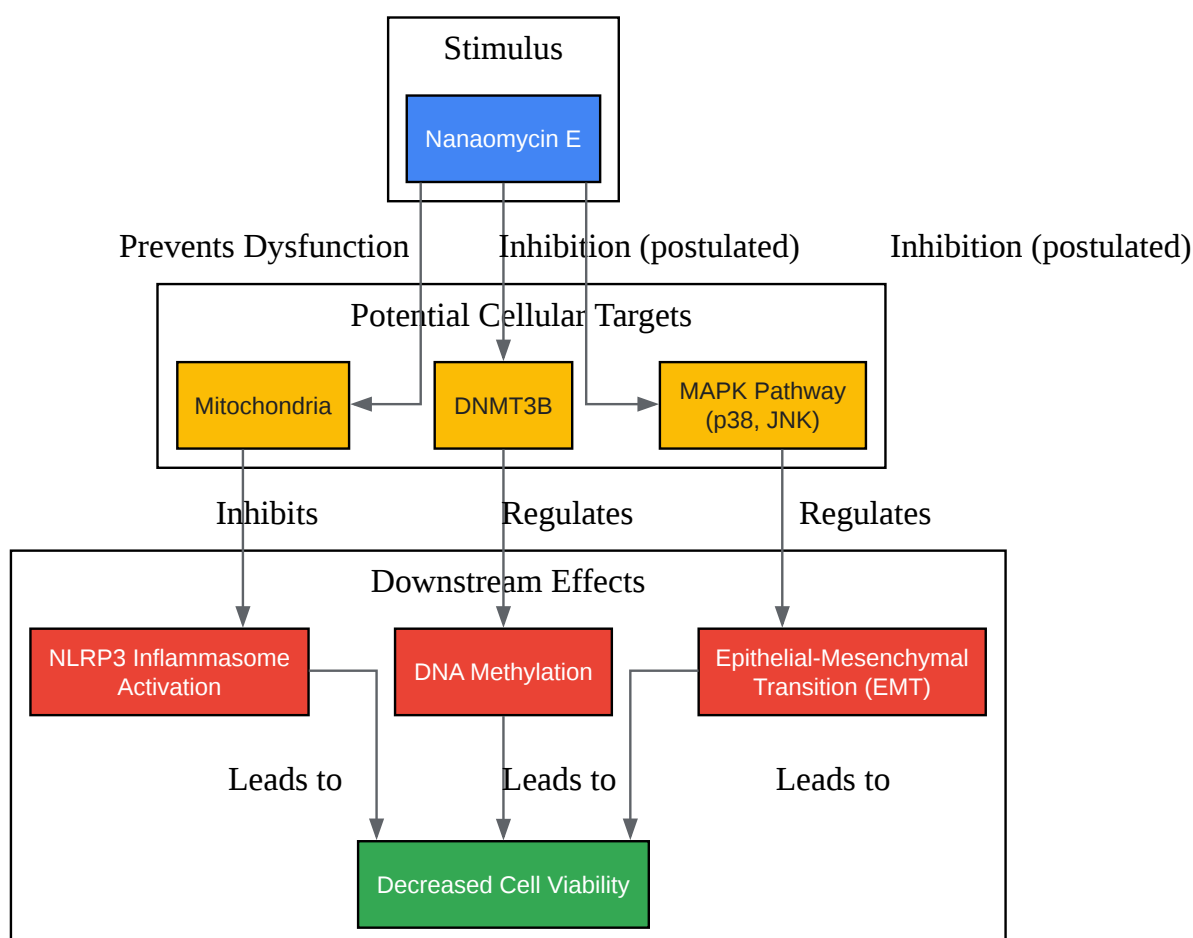 Stimulus
Nanaomycin E
Prevents Dysfunction
Inhibition (postulated)
Inhibition (postulated)
Potential Cellular Targets
Mitochondria
DNMT3B
MAPK Pathway
(p38, JNK)
Inhibits
Regulates
Regulates
Downstream Effects
NLRP3 Inflammasome
Activation
DNA Methylation
Epithelial-Mesenchymal
Transition (EMT)
Leads to
Leads to
Leads to
Decreased Cell Viability